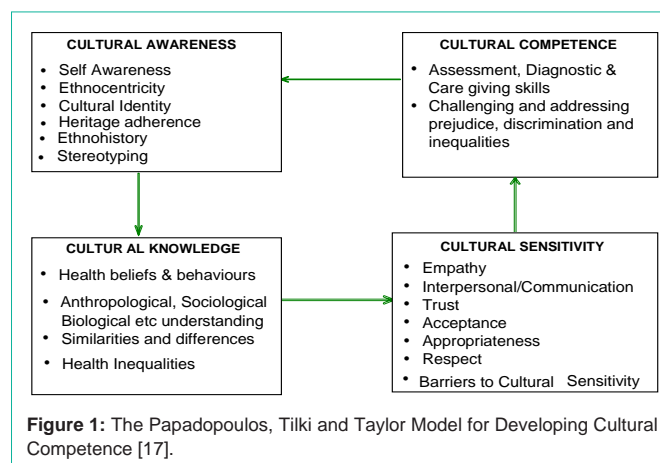 CULTURAL AWARENESS
• Self Awareness
• Ethnocentricity
• Cultural Identity
• Heritage adherence
• Ethnohistory
• Stereotyping
CULTURAL COMPETENCE
• Assessment, Diagnostic &
Care giving skills
• Challenging and addressing
prejudice, discrimination and
inequalities
CULTUR AL KNOWLEDGE
• Health beliefs & behaviours
• Anthropological, Sociological
Biological etc understanding
• Similarities and differences
• Health Inequalities
CULTURAL SENSITIVITY
• Empathy
• Interpersonal/Communication
• Trust
• Acceptance
• Appropriateness
• Respect
• Barriers to Cultural Sensitivity
Figure 1: The Papadopoulos, Tilki and Taylor Model for Developing Cultural
Competence [17].